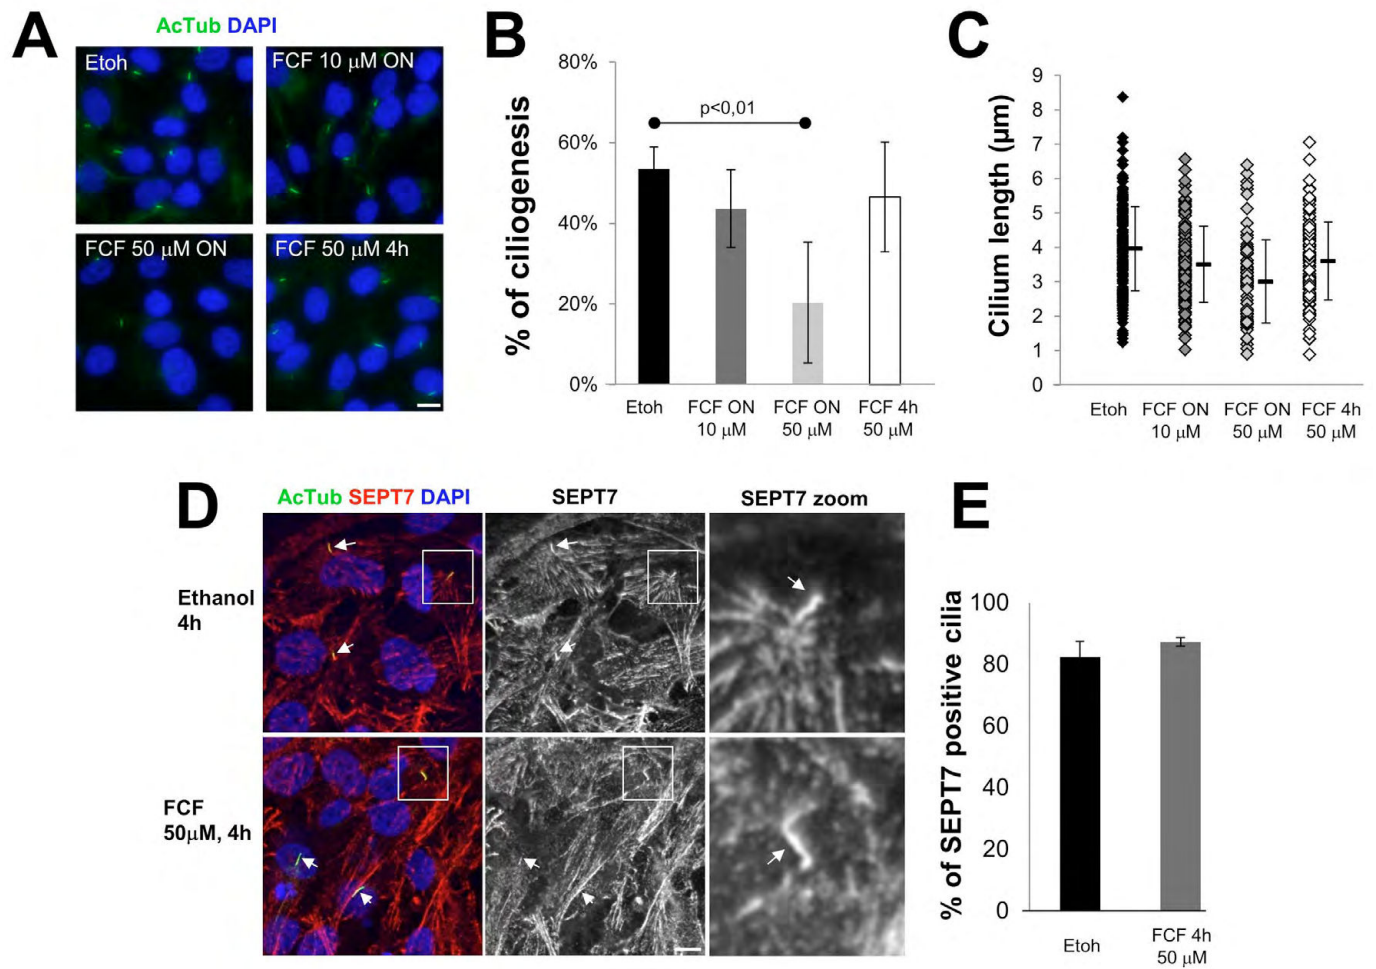 A
AcTub DAPI
Etoh
FCF 10 μM ON
FCF 50 μM ON
FCF 50 μM 4h
B
% of ciliogenesis
80%
60%
40%
20%
0%
p<0,01
Etoh
FCF ON
10 μM
FCF ON
50 μM
FCF 4h
50 μM
C
Cilium length (μm)
9
8
7
6
5
4
3
2
1
0
Etoh
FCF ON
10 μM
FCF ON
50 μM
FCF 4h
50 μM
D
AcTub SEPT7 DAPI
SEPT7
SEPT7 zoom
Ethanol
4h
FCF
50μM, 4h
E
% of SEPT7 positive cilia
100
80
60
40
20
0
Etoh
FCF 4h
50 μM